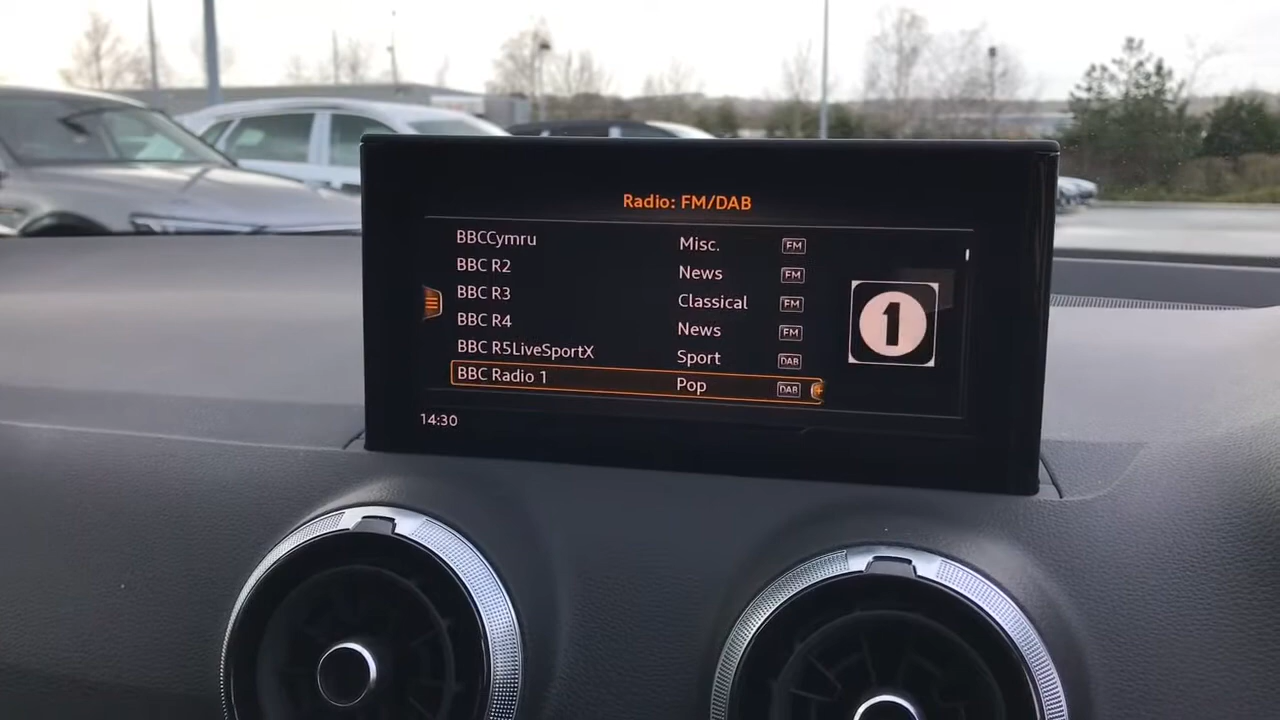 Radio: FM/DAB
BBCCymru Misc. FM
BBC R2 News FM
BBC R3 Classical FM
BBC R4 News FM
BBC R5LiveSportX Sport DAB
BBC Radio 1 Pop DAB
1
14:30